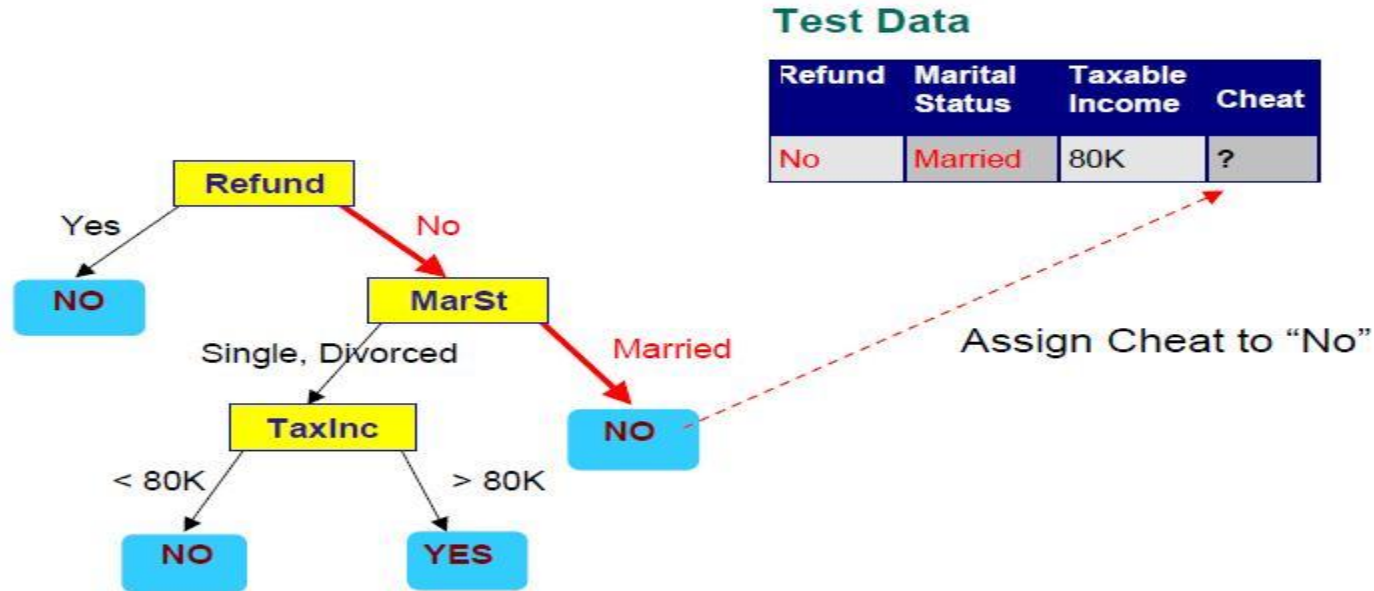 Test Data
Refund Marital Status Taxable Income Cheat
No Married 80K ?
Refund
Yes No
NO MarSt
Single, Divorced Married
Assign Cheat to “No”
TaxInc NO
< 80K > 80K
NO YES